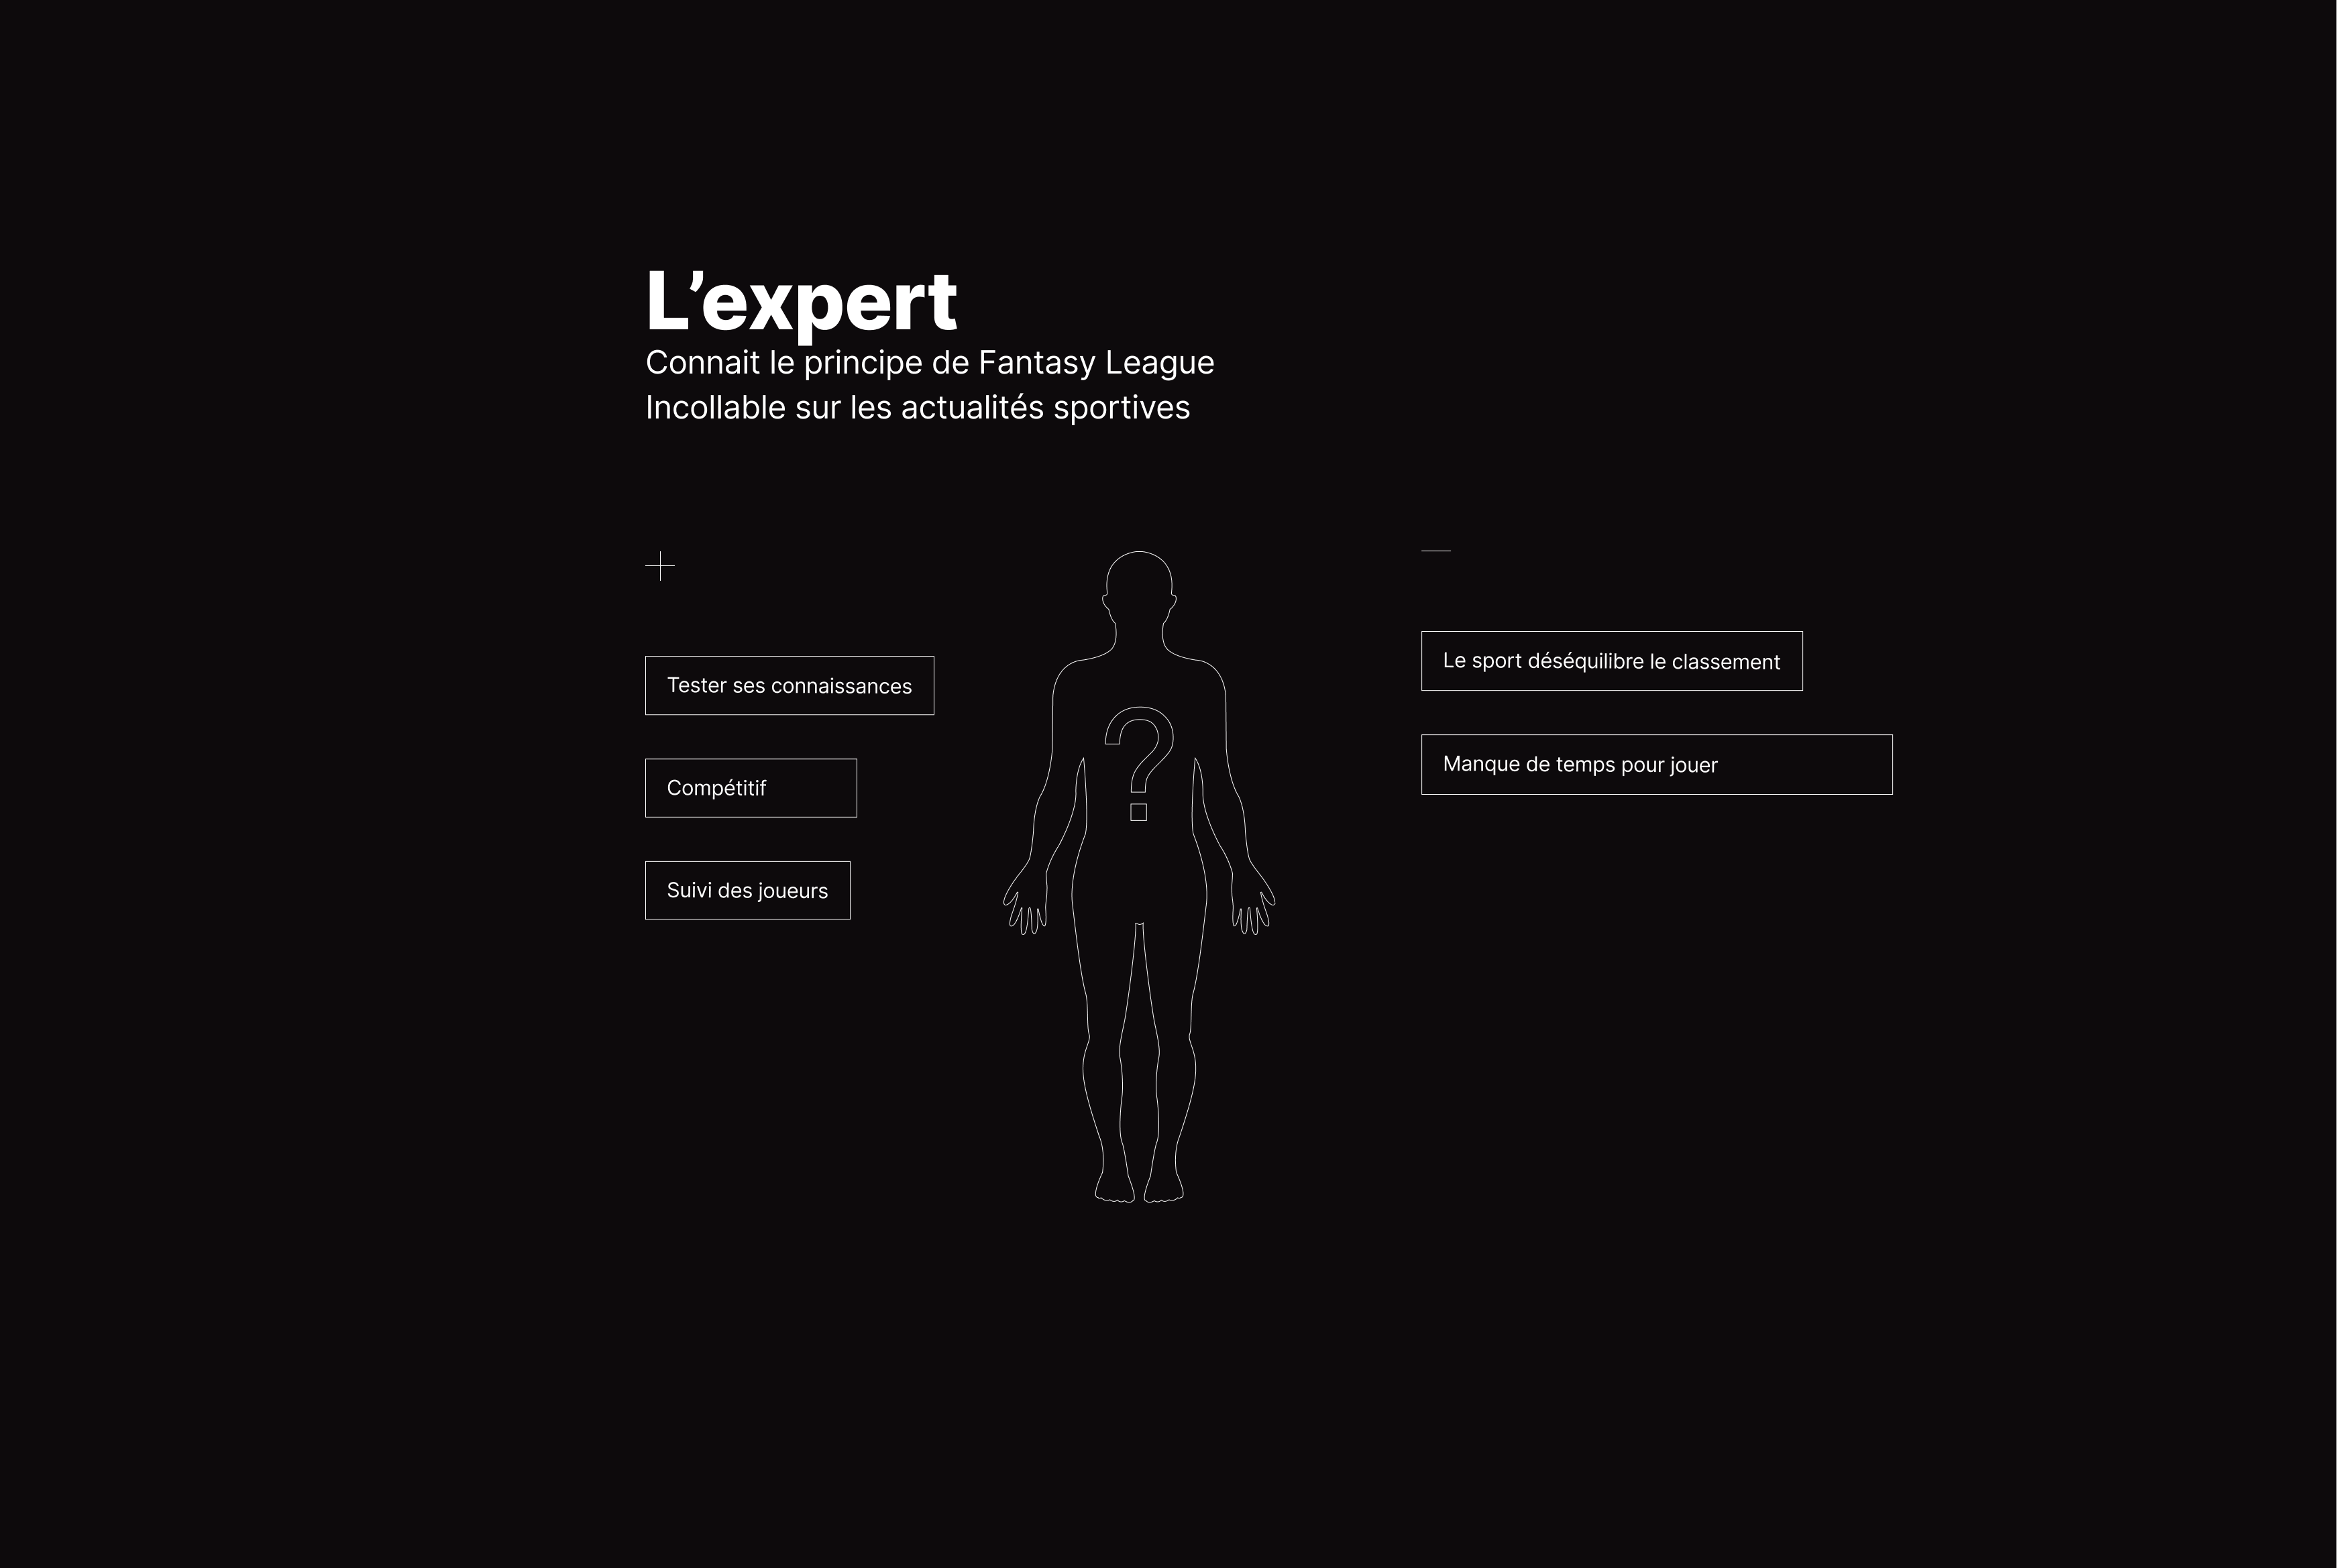 L’expert
Connait le principe de Fantasy League
Incollable sur les actualités sportives
+
Tester ses connaissances
Compétitif
Suivi des joueurs
?
—
Le sport déséquilibre le classement
Manque de temps pour jouer